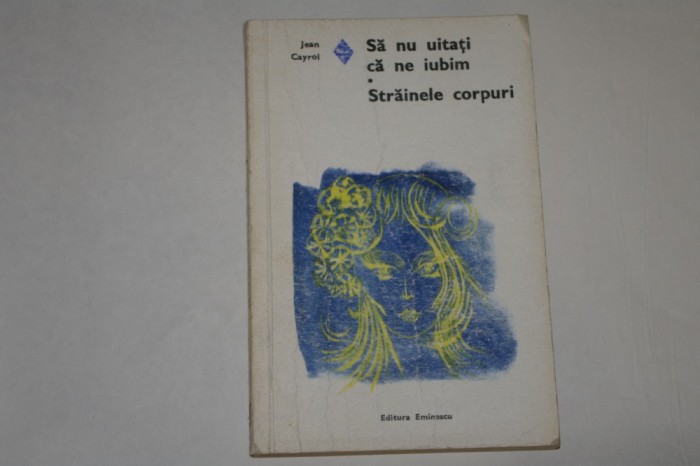 Jean
Cayrol
Să nu uitați
că ne iubim
•
Străinele corpuri
Editura Eminescu